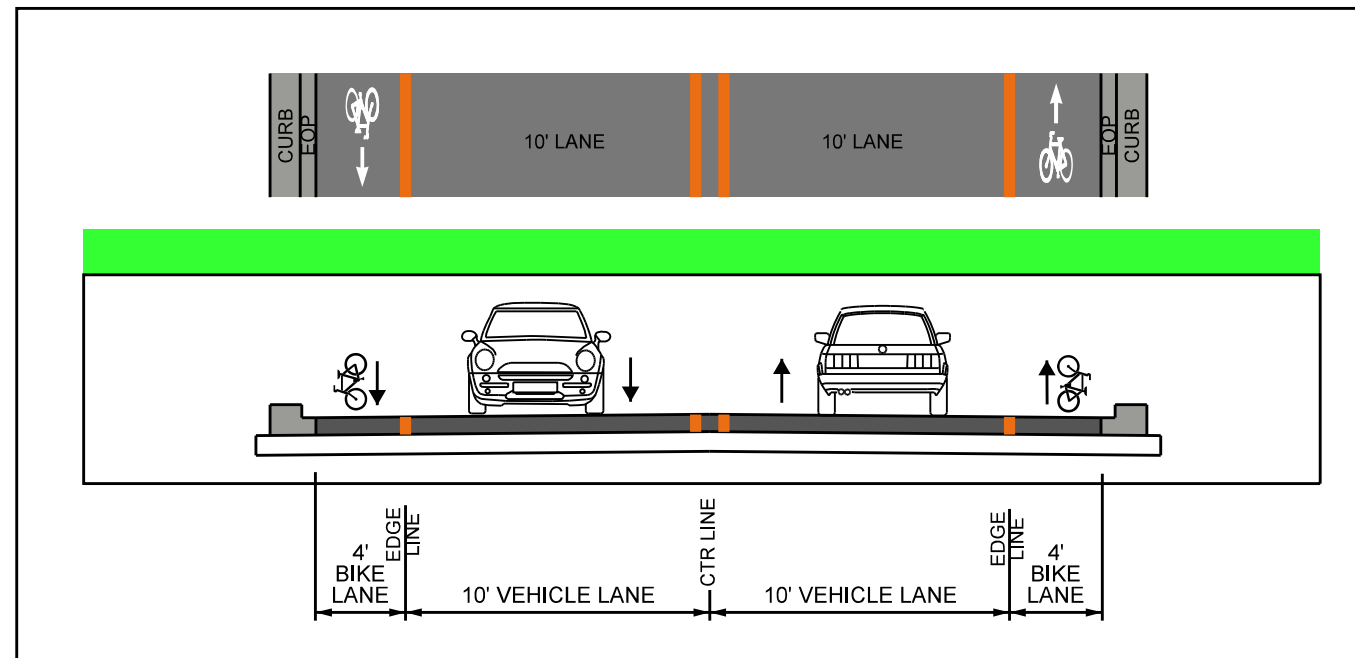 CURB
EOP
10' LANE
10' LANE
EOP
CURB
4'
BIKE
LANE
EDGE
LINE
10' VEHICLE LANE
CTR LINE
10' VEHICLE LANE
EDGE
LINE
4'
BIKE
LANE